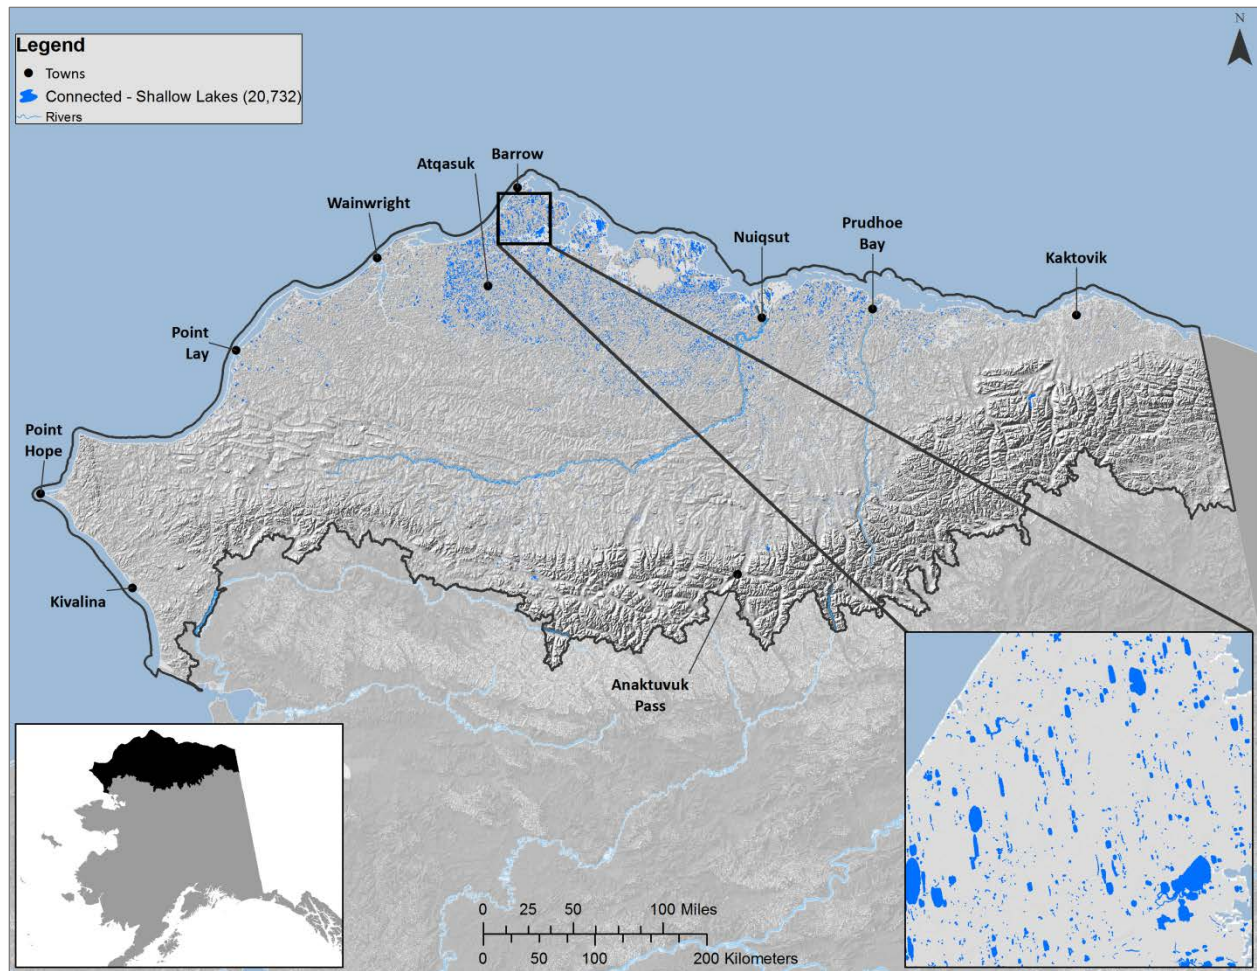 N
Legend
Towns
Connected - Shallow Lakes (20,732)
Rivers
Barrow
Atqasuk
Wainwright
Nuiqsut
Prudhoe
Bay
Kaktovik
Point
Lay
Point
Hope
Kivalina
Anaktuvuk
Pass
0 25 50 100 Miles
0 50 100 200 Kilometers